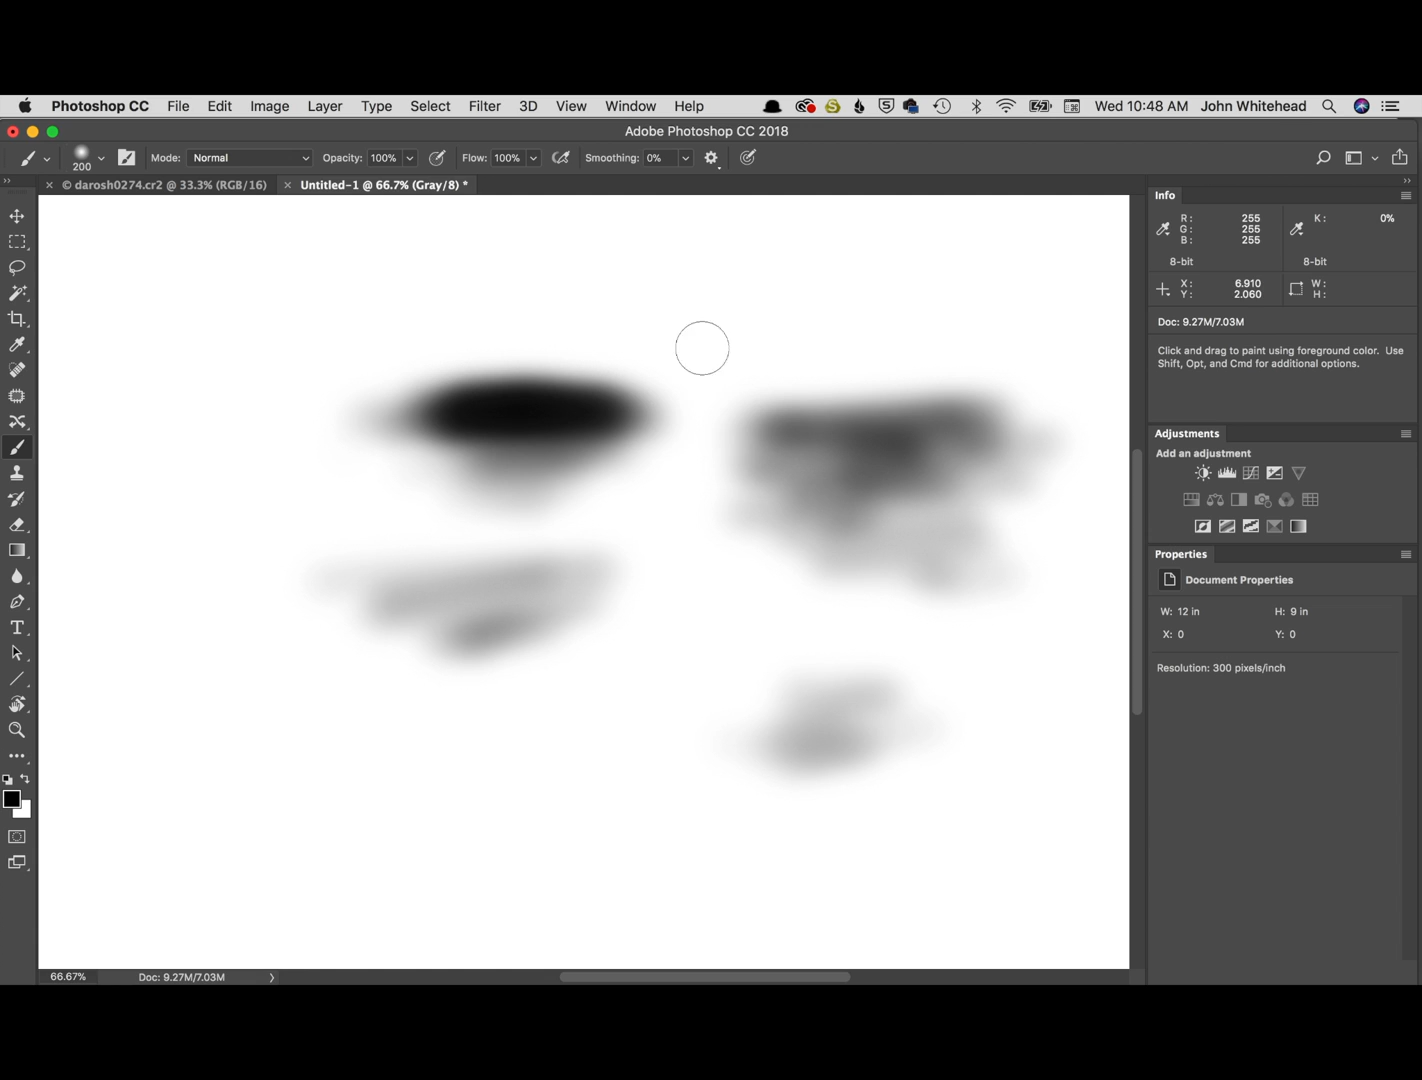 Photoshop CC File Edit Image Layer Type Select Filter 3D View Window Help Wed 10:48 AM John Whitehead
Adobe Photoshop CC 2018
200 Mode: Normal Opacity: 100% Flow: 100% Smoothing: 0%
© darosh0274.cr2 @ 33.3% (RGB/16) Untitled-1 @ 66.7% (Gray/8) *
Info
R: 255 K: 0%
G: 255
B: 255
8-bit 8-bit
X: 6.910 W:
Y: 2.060 H:
Doc: 9.27M/7.03M
Click and drag to paint using foreground color. Use
Shift, Opt, and Cmd for additional options.
Adjustments
Add an adjustment
Properties
Document Properties
W: 12 in H: 9 in
X: 0 Y: 0
Resolution: 300 pixels/inch
66.67% Doc: 9.27M/7.03M